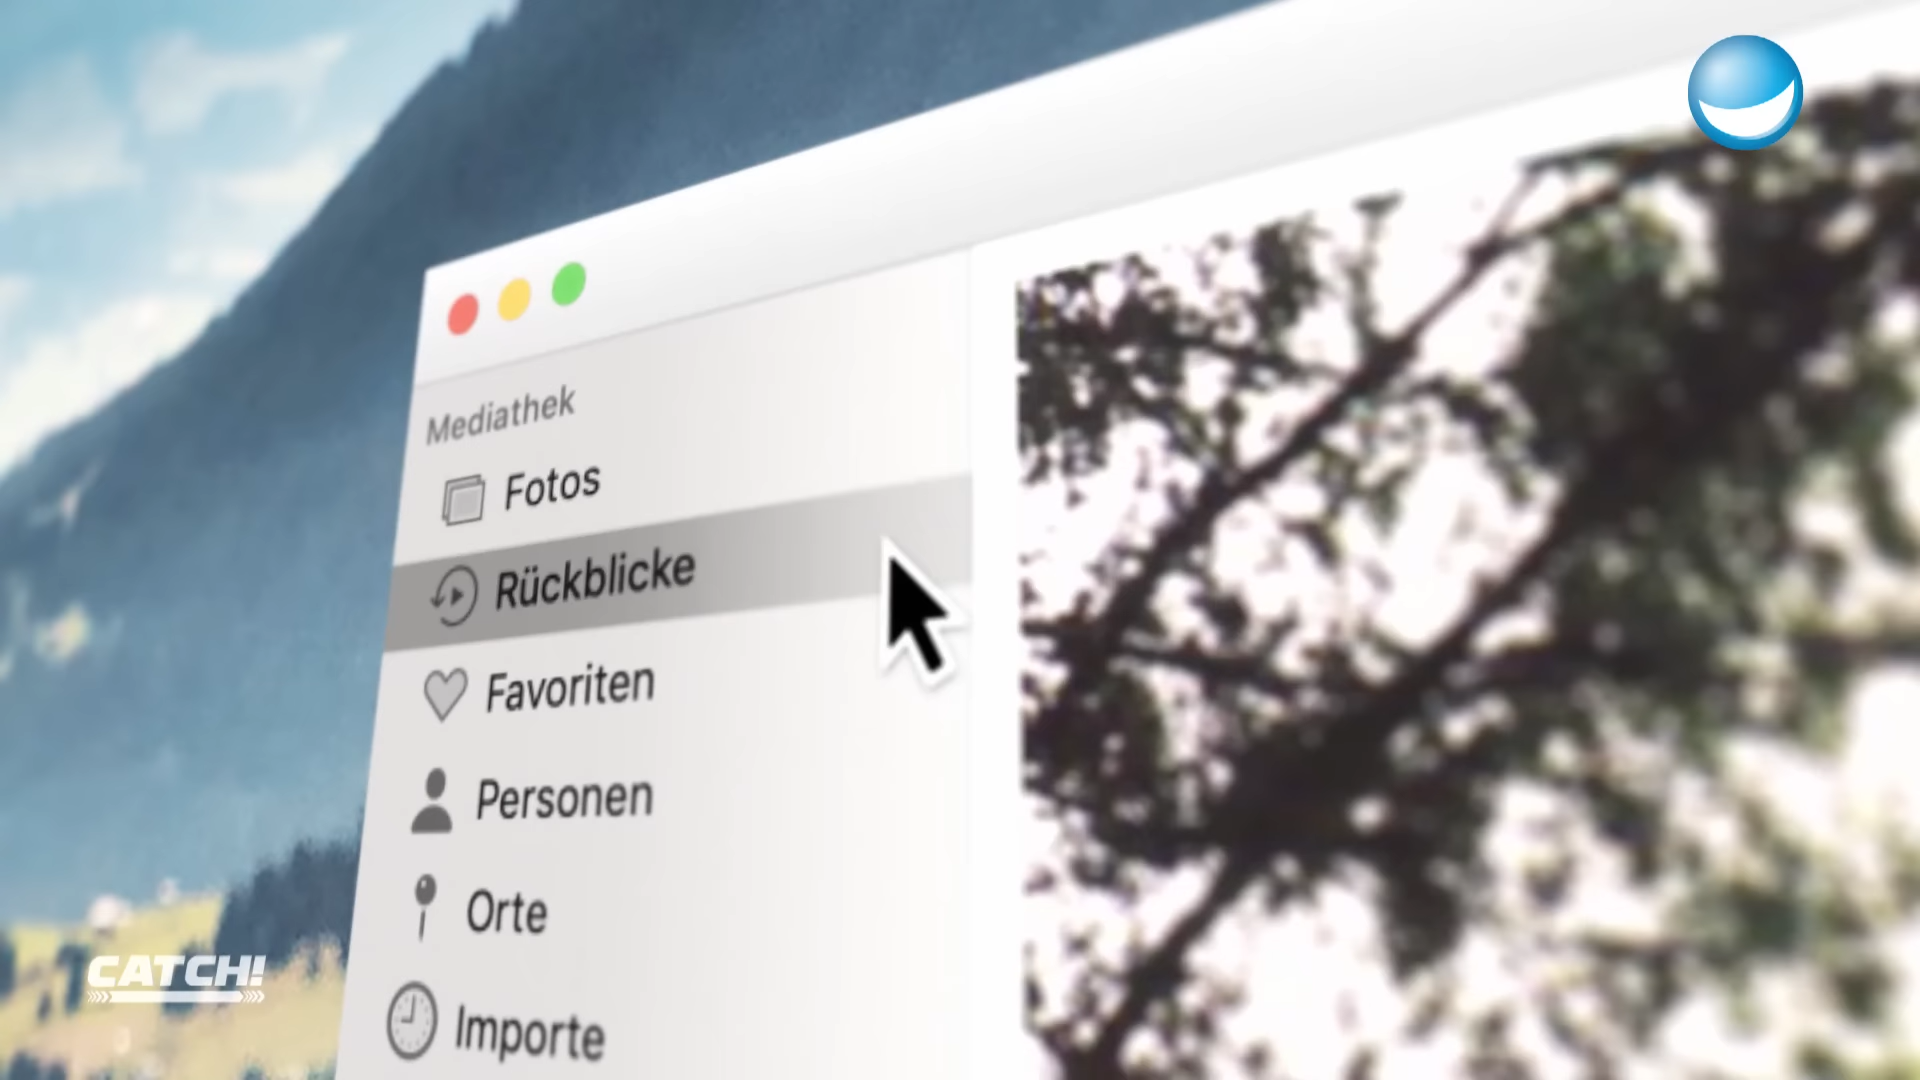 Mediathek
Fotos
Rückblicke
Favoriten
Personen
Orte
Importe
CATCH!